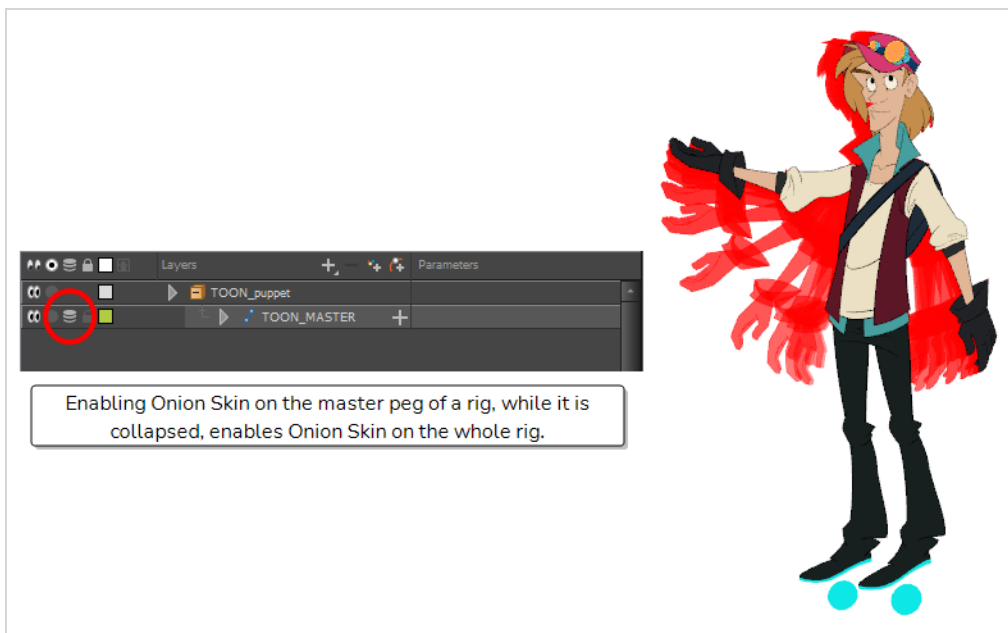 Layers
Parameters
TOON_puppet
TOON_MASTER
Enabling Onion Skin on the master peg of a rig, while it is
collapsed, enables Onion Skin on the whole rig.